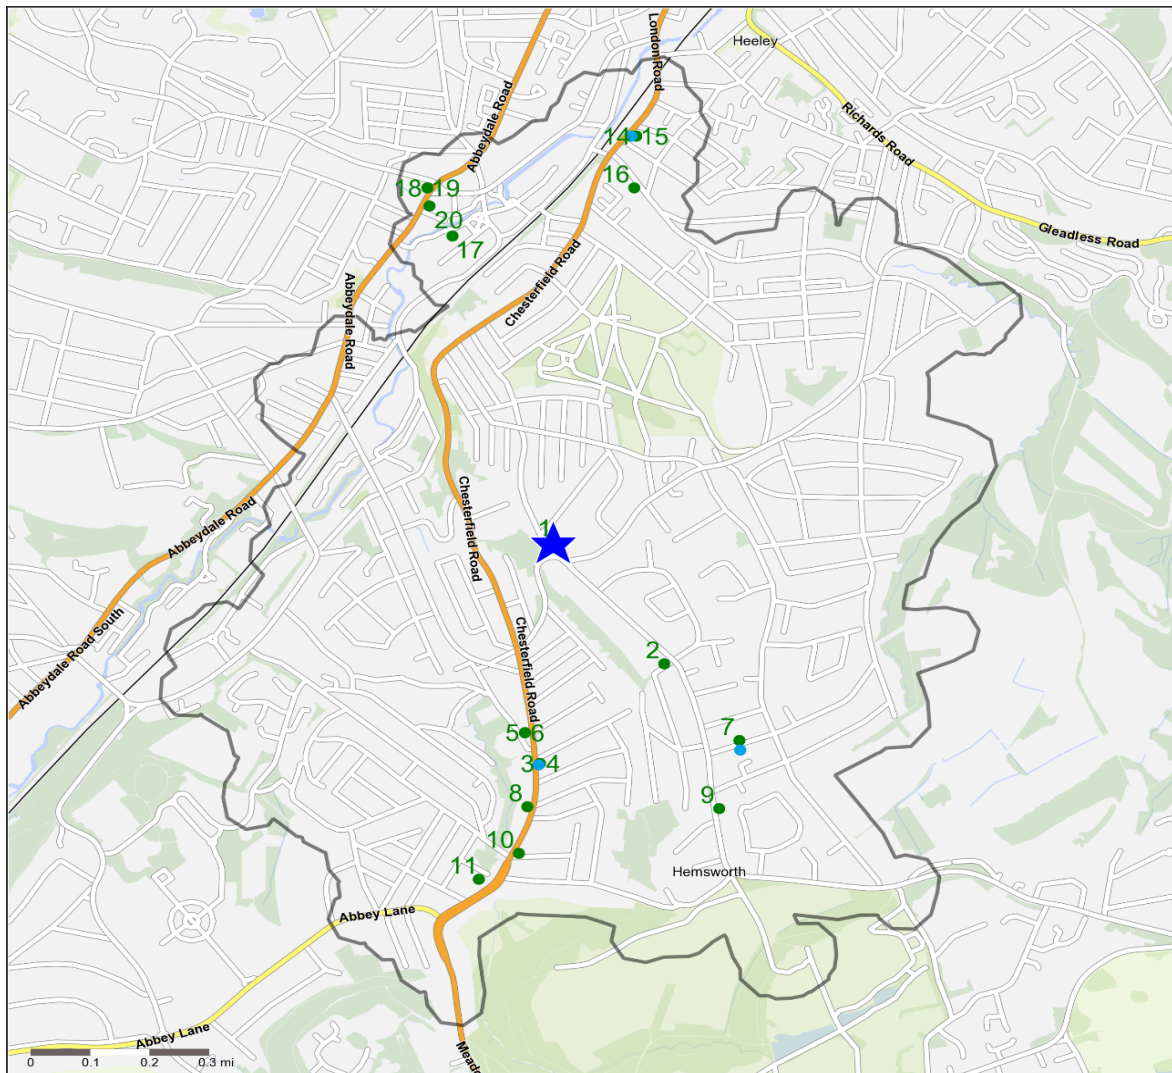 London Road
Heeley
Abbeydale Road
Richards Road
14 15
16
18 19
20
17
Gleadless Road
Chesterfield Road
Abbeydale Road
Chesterfield Road
Abbeydale Road
1
Abbeydale Road South
Chesterfield Road
2
5 6
7
3 4
8
9
10
11
Hemsworth
Abbey Lane
Abbey Lane
Meadow
0 0.1 0.2 0.3 mi